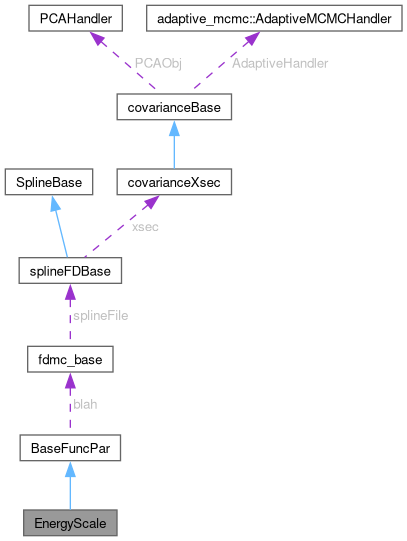 PCAHandler
adaptive_mcmc::AdaptiveMCMCHandler
PCAObj
AdaptiveHandler
covarianceBase
SplineBase
covarianceXsec
xsec
splineFDBase
splineFile
fdmc_base
blah
BaseFuncPar
EnergyScale